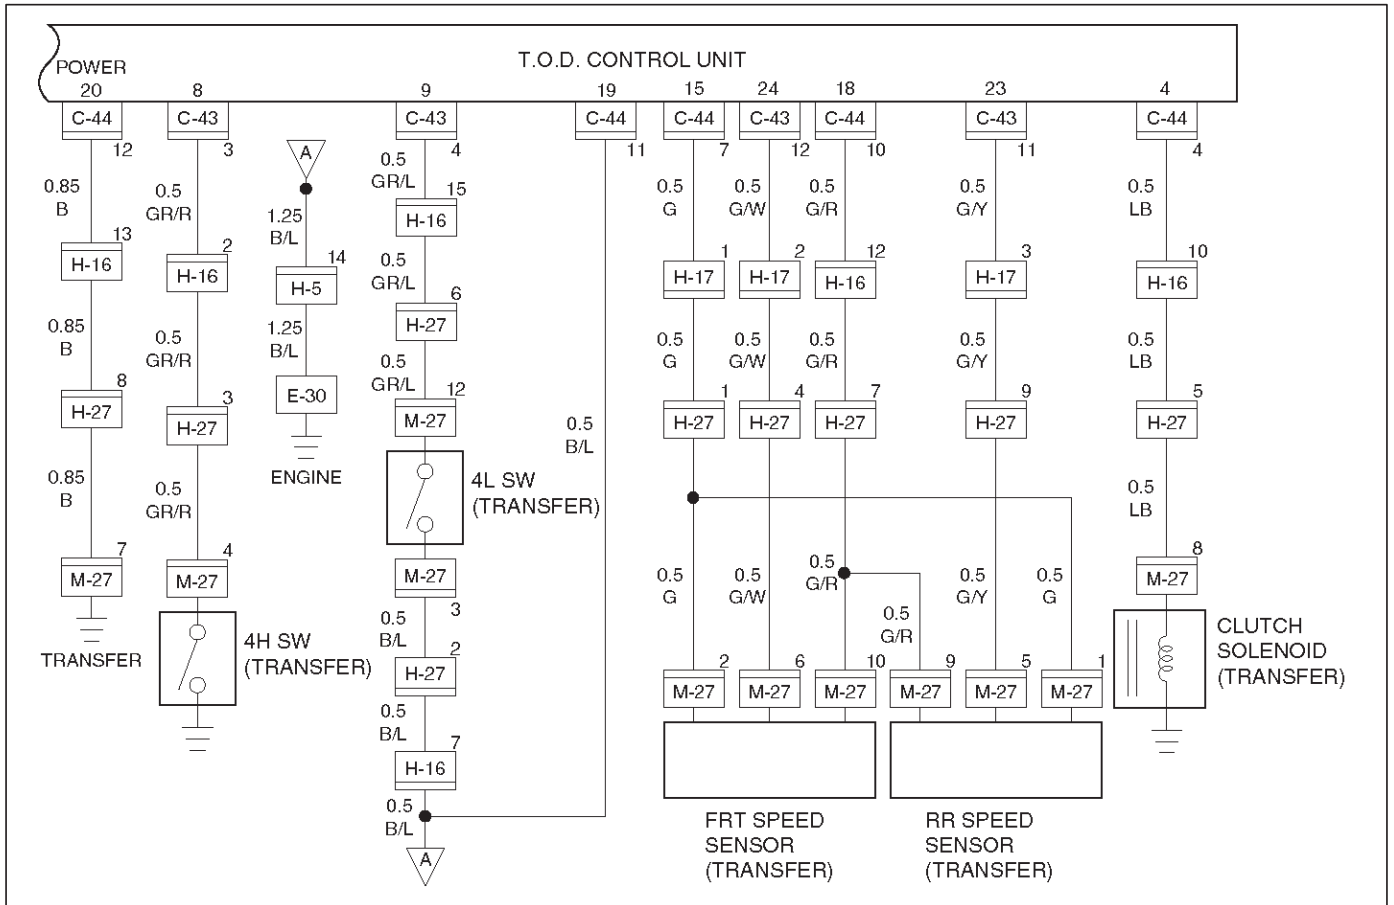 T.O.D. CONTROL UNIT
POWER
20 8 9 19 15 24 18 23 4
C-44 C-43 C-43 C-44 C-44 C-43 C-44 C-43 C-44
12 3 4 11 7 12 10 11 4
A
0.85 B
0.5 GR/R
1.25 B/L
0.5 GR/L
0.5 G
0.5 G/W
0.5 G/R
0.5 G/Y
0.5 LB
13 H-16
2 H-16
14 H-5
15 H-16
1 H-17
2 H-17
12 H-16
3 H-17
10 H-16
0.85 B
0.5 GR/R
1.25 B/L
0.5 GR/L
0.5 G
0.5 G/W
0.5 G/R
0.5 G/Y
0.5 LB
8 H-27
3 H-27
E-30
ENGINE
6 H-27
0.5 GR/L
12 M-27
0.5 B/L
1 H-27
4 H-27
7 H-27
9 H-27
5 H-27
0.85 B
0.5 GR/R
4L SW
(TRANSFER)
0.5 LB
7 M-27
TRANSFER
4 M-27
4H SW
(TRANSFER)
M-27 3
0.5 B/L
2 H-27
0.5 B/L
7 H-16
0.5 B/L
A
0.5 G
0.5 G/W
0.5 G/R
0.5 G/R
0.5 G/Y
0.5 G
8 M-27
CLUTCH
SOLENOID
(TRANSFER)
2 6 10 9 5 1
M-27 M-27 M-27 M-27 M-27 M-27
FRT SPEED
SENSOR
(TRANSFER)
RR SPEED
SENSOR
(TRANSFER)